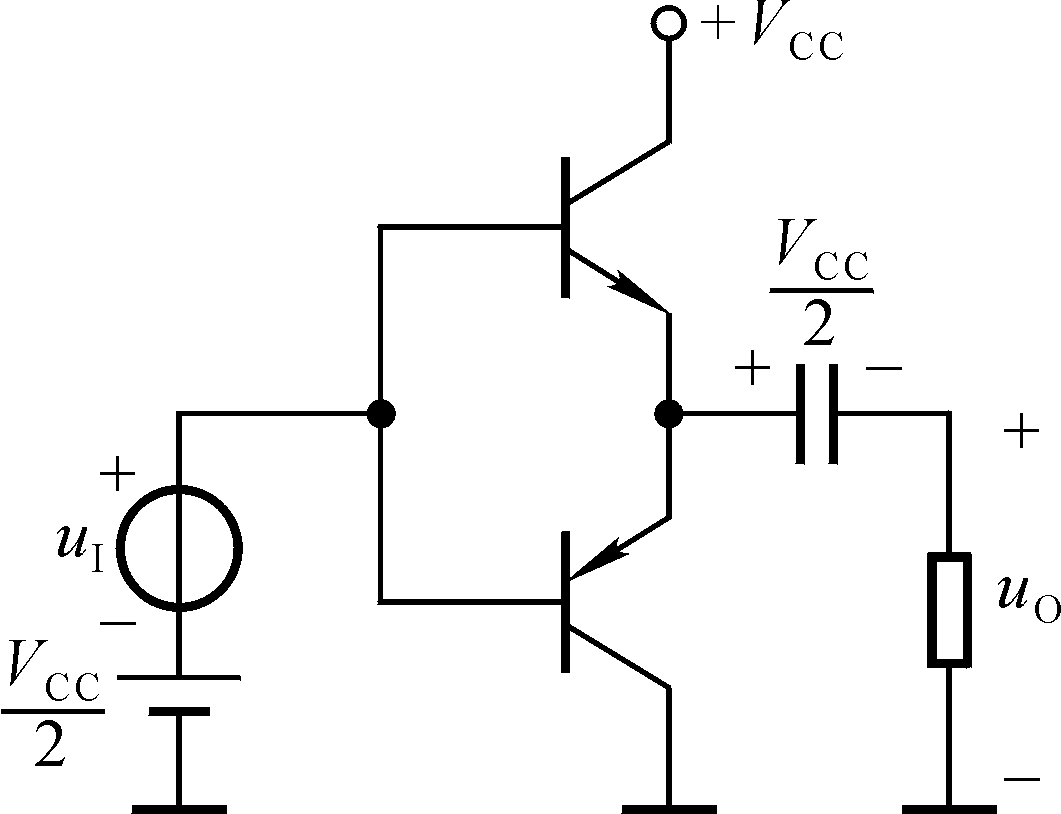 +V_CC
V_CC/2
+ −
+
u_I
−
V_CC/2
+
u_O
−